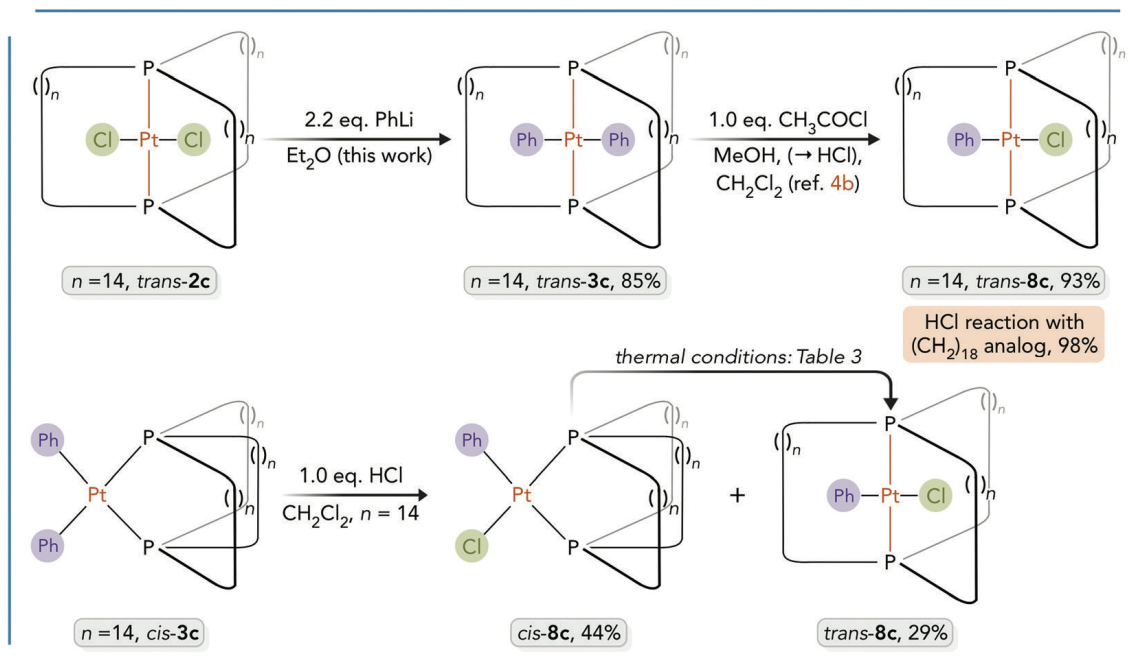 P
( )n
( )n
( )n
Cl Pt Cl
P
n =14, trans-2c
2.2 eq. PhLi
Et2O (this work)
P
( )n
( )n
( )n
Ph Pt Ph
P
n =14, trans-3c, 85%
1.0 eq. CH3COCl
MeOH, (→ HCl),
CH2Cl2 (ref. 4b)
P
( )n
( )n
( )n
Ph Pt Cl
P
n =14, trans-8c, 93%
HCl reaction with
(CH2)18 analog, 98%
thermal conditions: Table 3
Ph
P
( )n
( )n
( )n
Pt
Ph
P
n =14, cis-3c
1.0 eq. HCl
CH2Cl2, n = 14
Ph
P
( )n
( )n
( )n
Pt
Cl
P
cis-8c, 44%
+
P
( )n
( )n
( )n
Ph Pt Cl
P
trans-8c, 29%